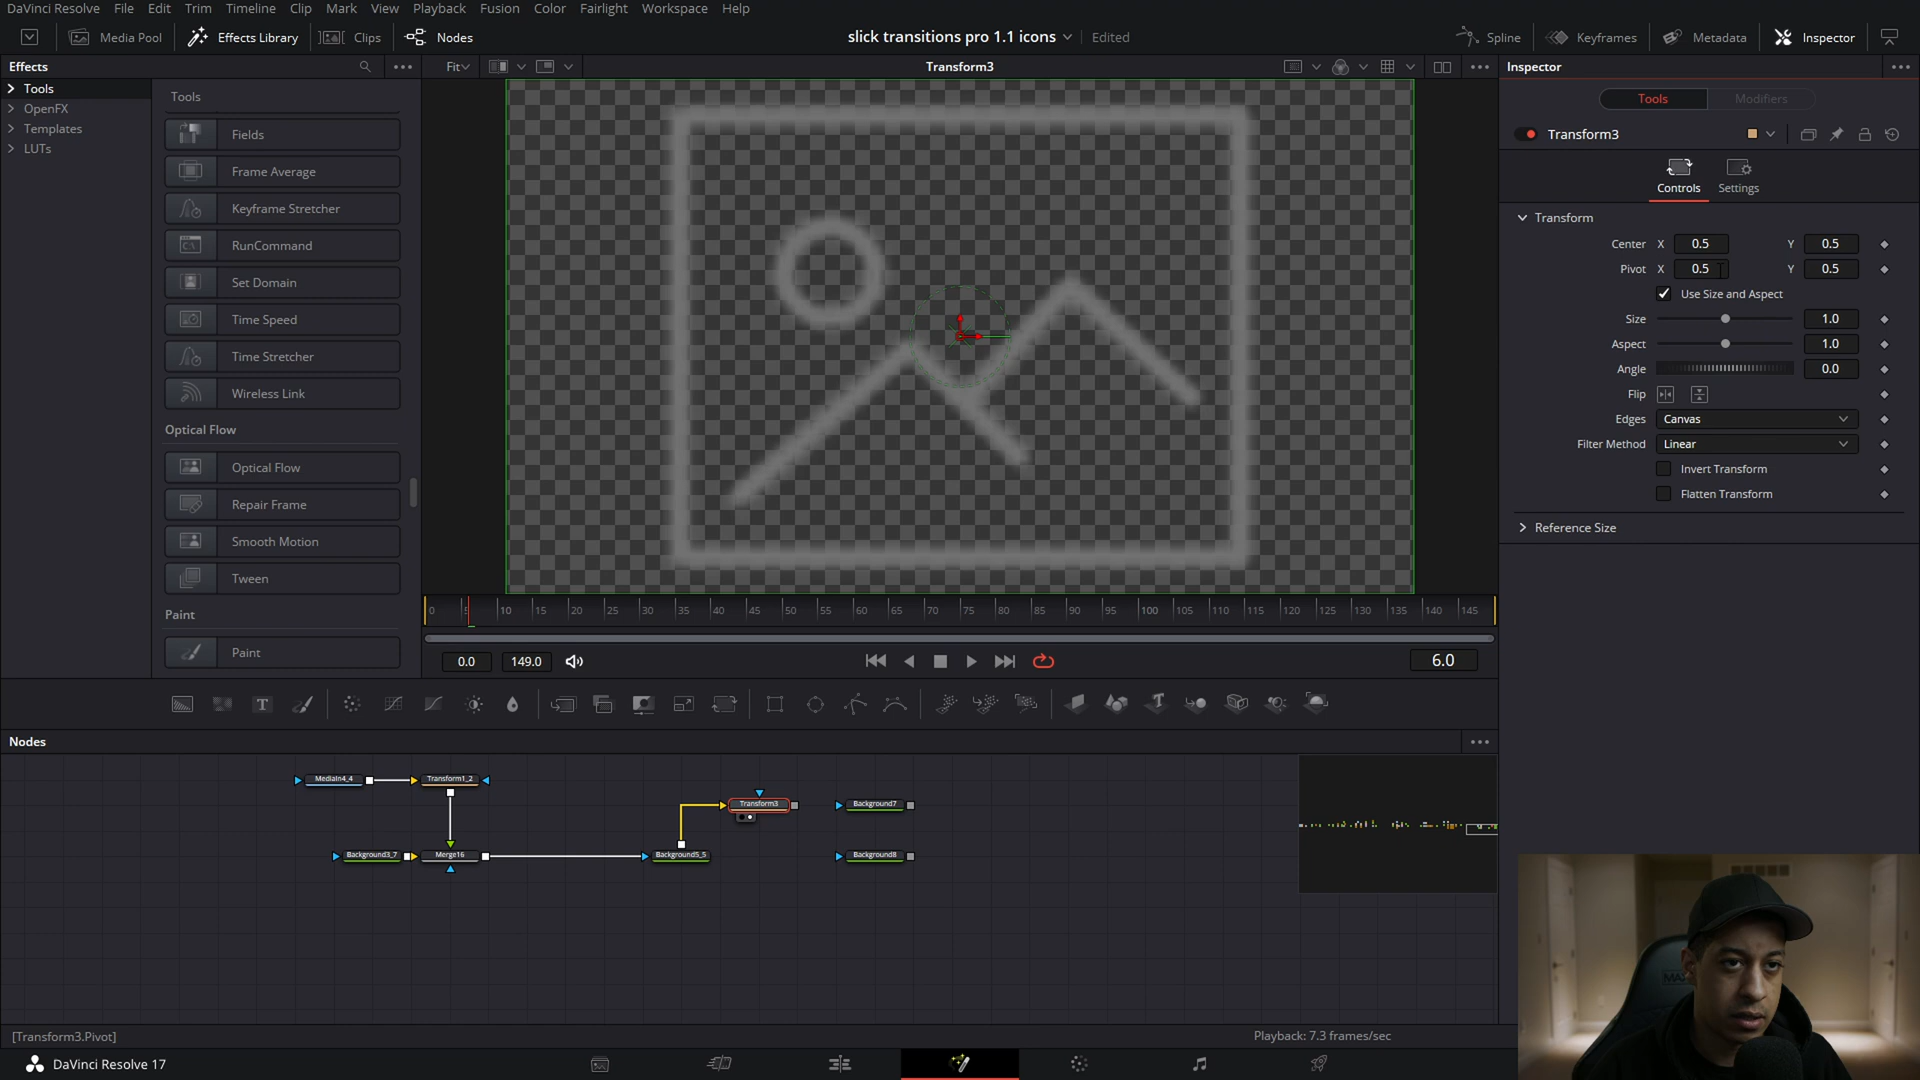 DaVinci Resolve File Edit Trim Timeline Clip Mark View Playback Fusion Color Fairlight Workspace Help
Media Pool Effects Library Clips Nodes slick transitions pro 1.1 icons Edited Spline Keyframes Metadata Inspector
Effects Fit Transform3 Inspector
Tools
OpenFX
Templates
LUTs
Tools
Fields
Frame Average
Keyframe Stretcher
RunCommand
Set Domain
Time Speed
Time Stretcher
Wireless Link
Optical Flow
Optical Flow
Repair Frame
Smooth Motion
Tween
Paint
Paint
Tools Modifiers
Transform3
Controls Settings
Transform
Center X 0.5 Y 0.5
Pivot X 0.5 Y 0.5
Use Size and Aspect
Size 1.0
Aspect 1.0
Angle 0.0
Flip
Edges Canvas
Filter Method Linear
Invert Transform
Flatten Transform
Reference Size
0 5 10 15 20 25 30 35 40 45 50 55 60 65 70 75 80 85 90 95 100 105 110 115 120 125 130 135 140 145
0.0 149.0 6.0
Nodes
MediaIn4_4 Transform1_2
Transform3 Background7
Background3_7 Merge16 Background5_5 Background8
[Transform3.Pivot] Playback: 7.3 frames/sec
DaVinci Resolve 17